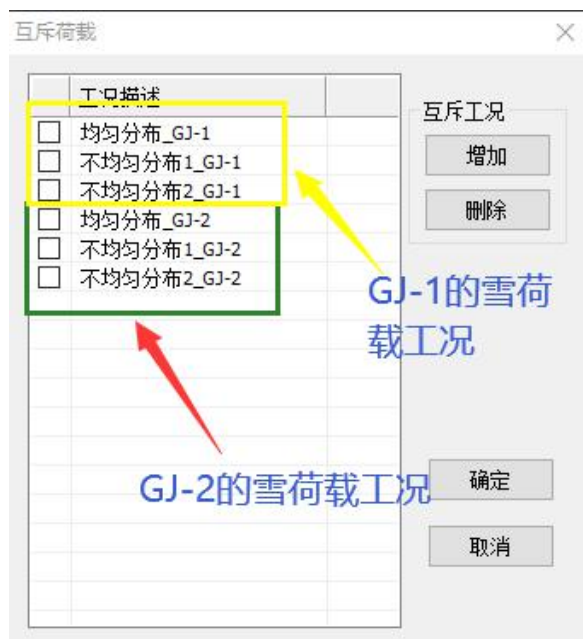 互斥荷载
工况描述
互斥工况
均匀分布_GJ-1
增加
不均匀分布1_GJ-1
不均匀分布2_GJ-1
删除
均匀分布_GJ-2
不均匀分布1_GJ-2
不均匀分布2_GJ-2
GJ-1的雪荷
载工况
GJ-2的雪荷载工况
确定
取消